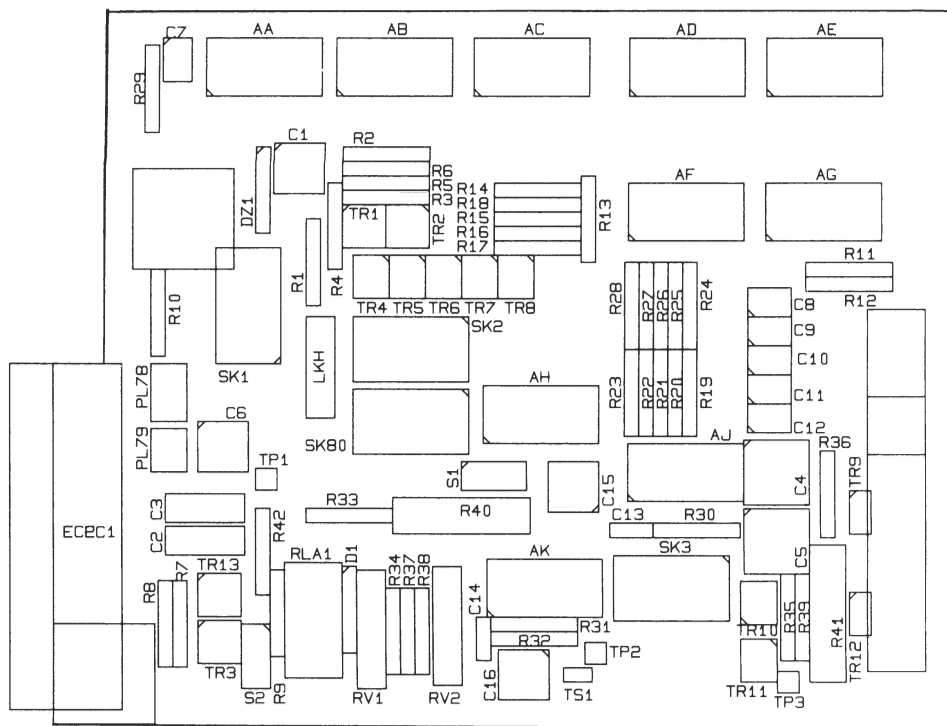 C7
AA
AB
AC
AD
AE
R29
C1
R2
R6
R5
R3
DZ1
TR1
TR2
R14
R18
R15
R16
R17
R13
AF
AG
R1
R4
R11
R12
R10
TR4
TR5
TR6
TR7
TR8
R28
R27
R26
R25
R24
C8
C9
C10
C11
C12
SK1
LKH
SK2
PL78
C6
AH
R23
R22
R21
R20
R19
PL79
SK80
AJ
TP1
S1
C15
C4
R36
TR9
C3
C2
R42
R33
R40
C13
R30
SK3
C5
RLA1
D1
R34
R37
R38
AK
R8
R7
TR13
C14
R31
R32
TR10
R35
R39
R41
TR3
S2
R9
RV1
RV2
C16
TP2
TS1
TR11
TP3
TR12